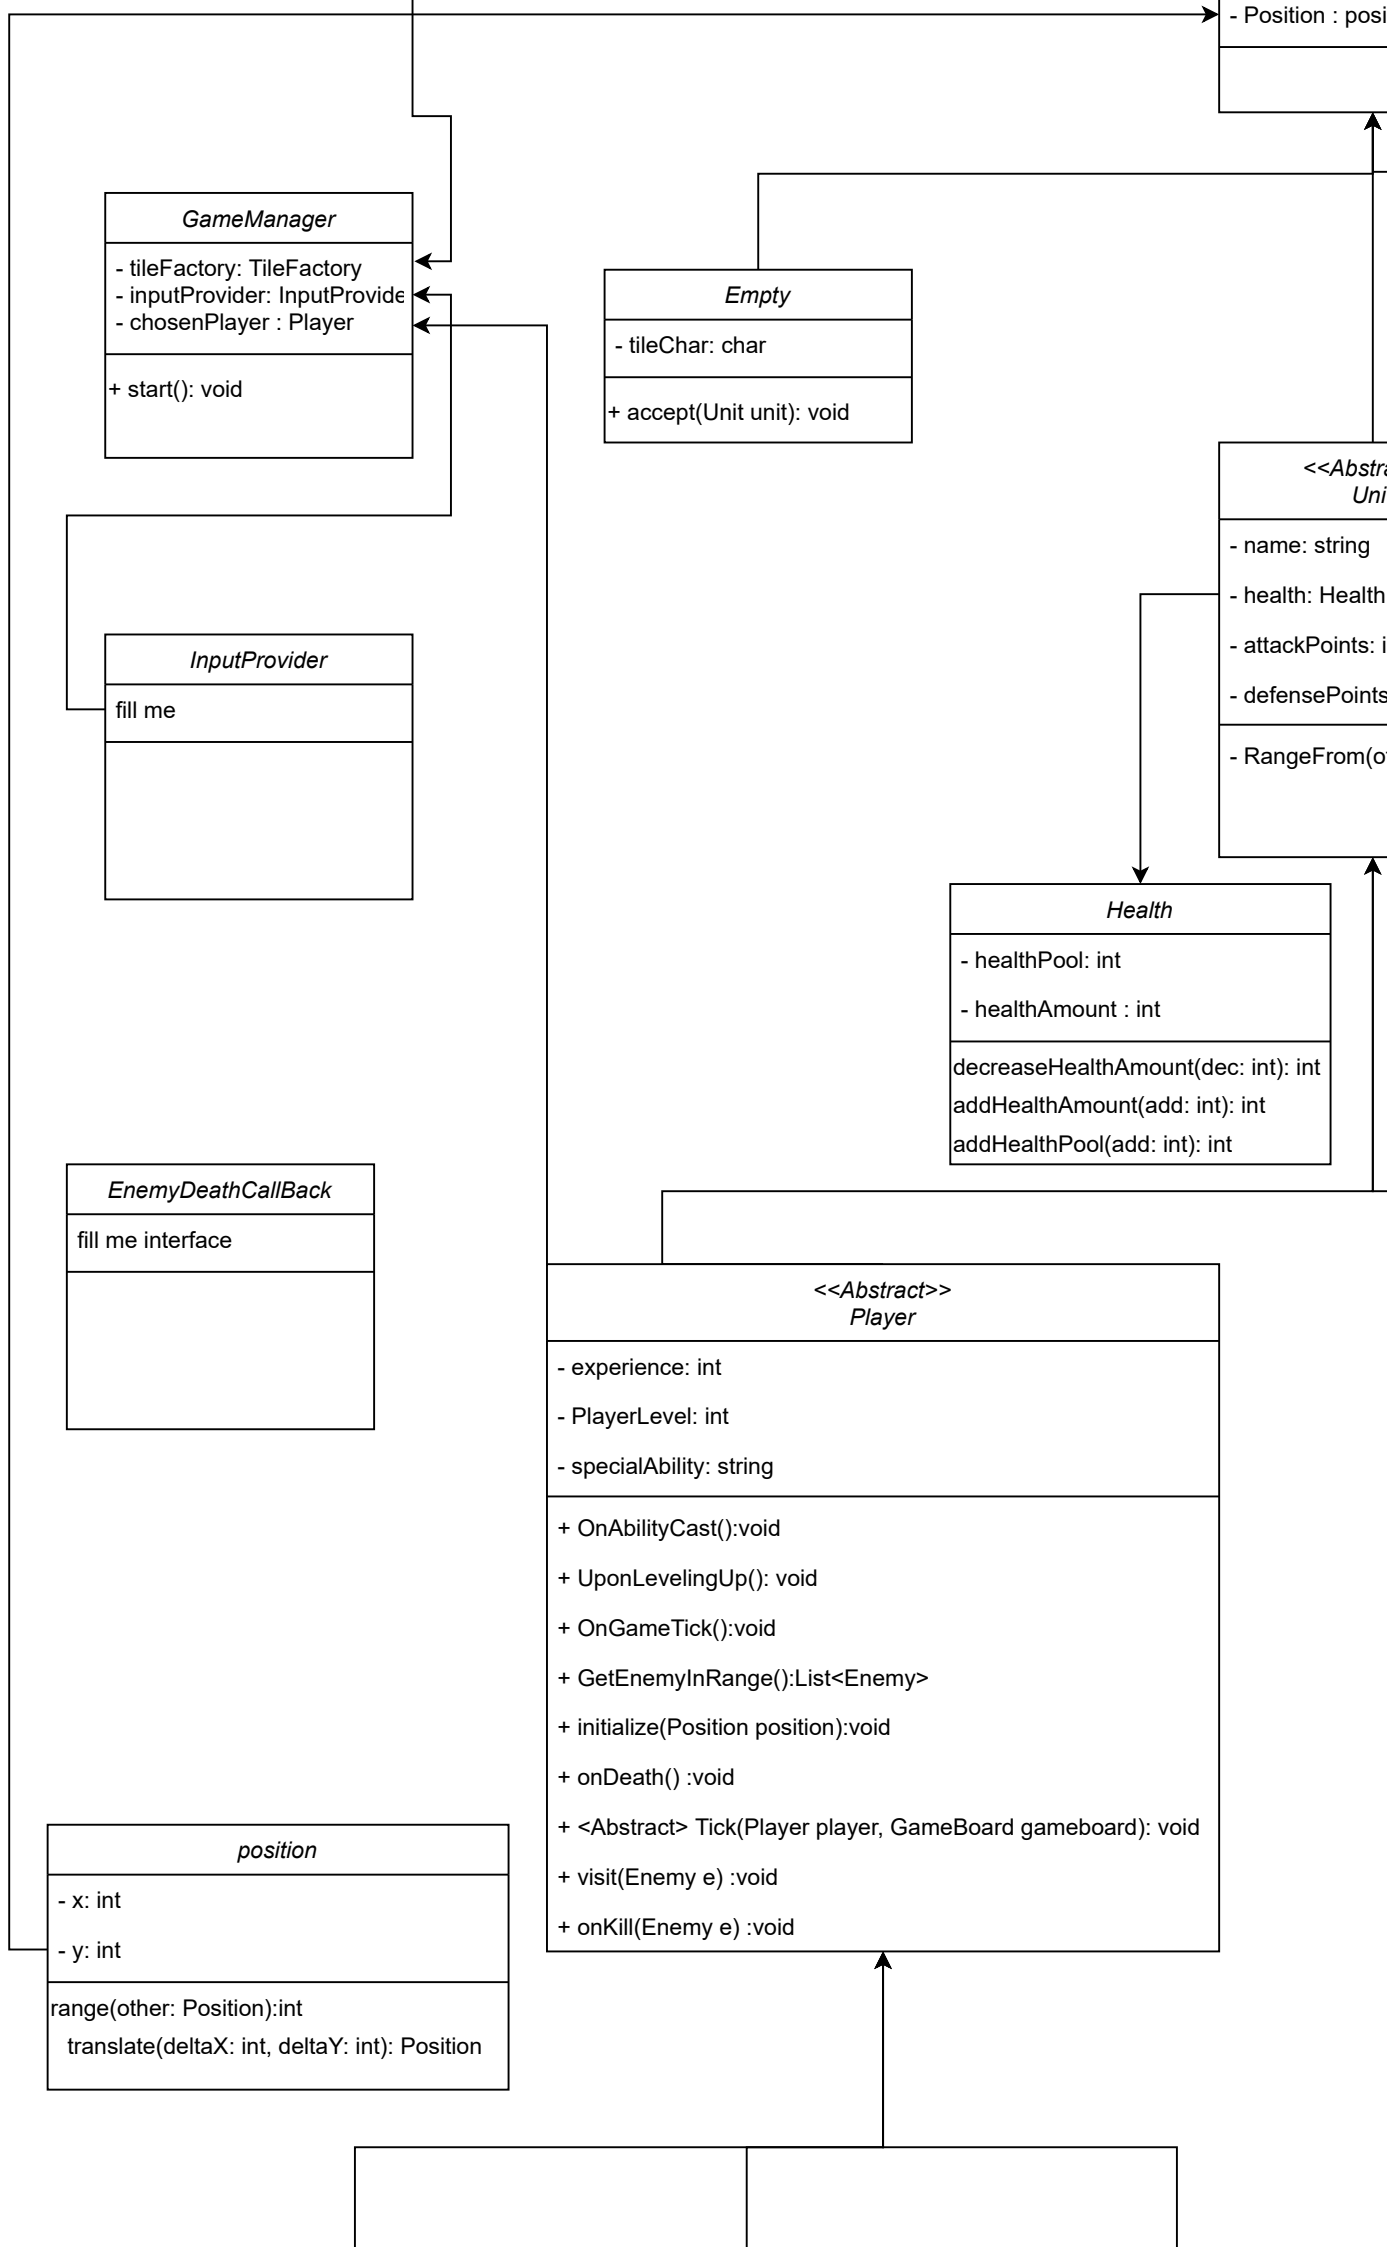 - Position : posi
GameManager
- tileFactory: TileFactory
- inputProvider: InputProvide
- chosenPlayer : Player
+ start(): void
Empty
- tileChar: char
+ accept(Unit unit): void
<<Abstra
Uni
- name: string
- health: Health
- attackPoints: i
- defensePoints
- RangeFrom(ot
InputProvider
fill me
Health
- healthPool: int
- healthAmount : int
decreaseHealthAmount(dec: int): int
addHealthAmount(add: int): int
addHealthPool(add: int): int
EnemyDeathCallBack
fill me interface
<<Abstract>>
Player
- experience: int
- PlayerLevel: int
- specialAbility: string
+ OnAbilityCast():void
+ UponLevelingUp(): void
+ OnGameTick():void
+ GetEnemyInRange():List<Enemy>
+ initialize(Position position):void
+ onDeath() :void
+ <Abstract> Tick(Player player, GameBoard gameboard): void
+ visit(Enemy e) :void
+ onKill(Enemy e) :void
position
- x: int
- y: int
range(other: Position):int
translate(deltaX: int, deltaY: int): Position